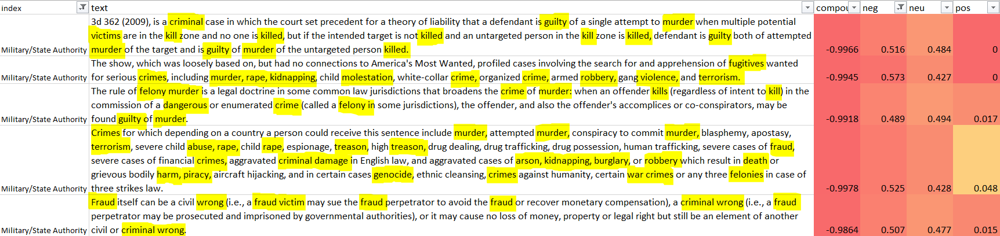 index text compou neg neu pos
3d 362 (2009), is a criminal case in which the court set precedent for a theory of liability that a defendant is guilty of a single attempt to murder when multiple potential
victims are in the kill zone and no one is killed, but if the intended target is not killed and an untargeted person in the kill zone is killed, defendant is guilty both of attempted
Military/State Authority murder of the target and is guilty of murder of the untargeted person killed. -0.9966 0.516 0.484 0
The show, which was loosely based on, but had no connections to America's Most Wanted, profiled cases involving the search for and apprehension of fugitives wanted
Military/State Authority for serious crimes, including murder, rape, kidnapping, child molestation, white-collar crime, organized crime, armed robbery, gang violence, and terrorism. -0.9945 0.573 0.427 0
The rule of felony murder is a legal doctrine in some common law jurisdictions that broadens the crime of murder: when an offender kills (regardless of intent to kill) in the
commission of a dangerous or enumerated crime (called a felony in some jurisdictions), the offender, and also the offender's accomplices or co-conspirators, may be
Military/State Authority found guilty of murder. -0.9918 0.489 0.494 0.017
Crimes for which depending on a country a person could receive this sentence include murder, attempted murder, conspiracy to commit murder, blasphemy, apostasy,
terrorism, severe child abuse, rape, child rape, espionage, treason, high treason, drug dealing, drug trafficking, drug possession, human trafficking, severe cases of fraud,
severe cases of financial crimes, aggravated criminal damage in English law, and aggravated cases of arson, kidnapping, burglary, or robbery which result in death or
grievous bodily harm, piracy, aircraft hijacking, and in certain cases genocide, ethnic cleansing, crimes against humanity, certain war crimes or any three felonies in case of
Military/State Authority three strikes law. -0.9978 0.525 0.428 0.048
Fraud itself can be a civil wrong (i.e., a fraud victim may sue the fraud perpetrator to avoid the fraud or recover monetary compensation), a criminal wrong (i.e., a fraud
perpetrator may be prosecuted and imprisoned by governmental authorities), or it may cause no loss of money, property or legal right but still be an element of another
Military/State Authority civil or criminal wrong. -0.9864 0.507 0.477 0.015